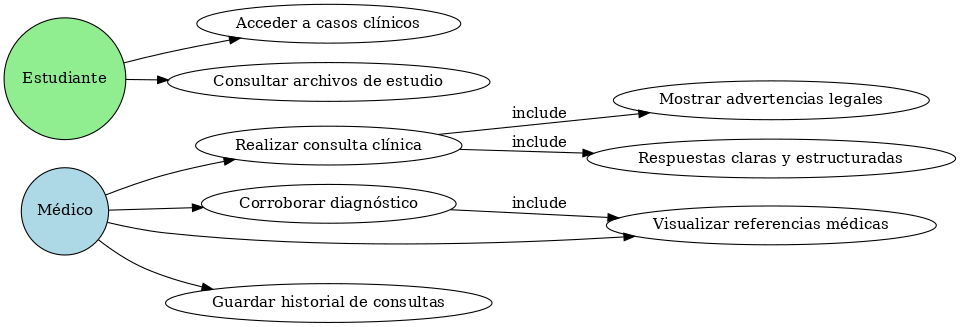 Estudiante
Acceder a casos clínicos
Consultar archivos de estudio
Médico
Realizar consulta clínica
include
Mostrar advertencias legales
include
Respuestas claras y estructuradas
Corroborar diagnóstico
include
Visualizar referencias médicas
Guardar historial de consultas